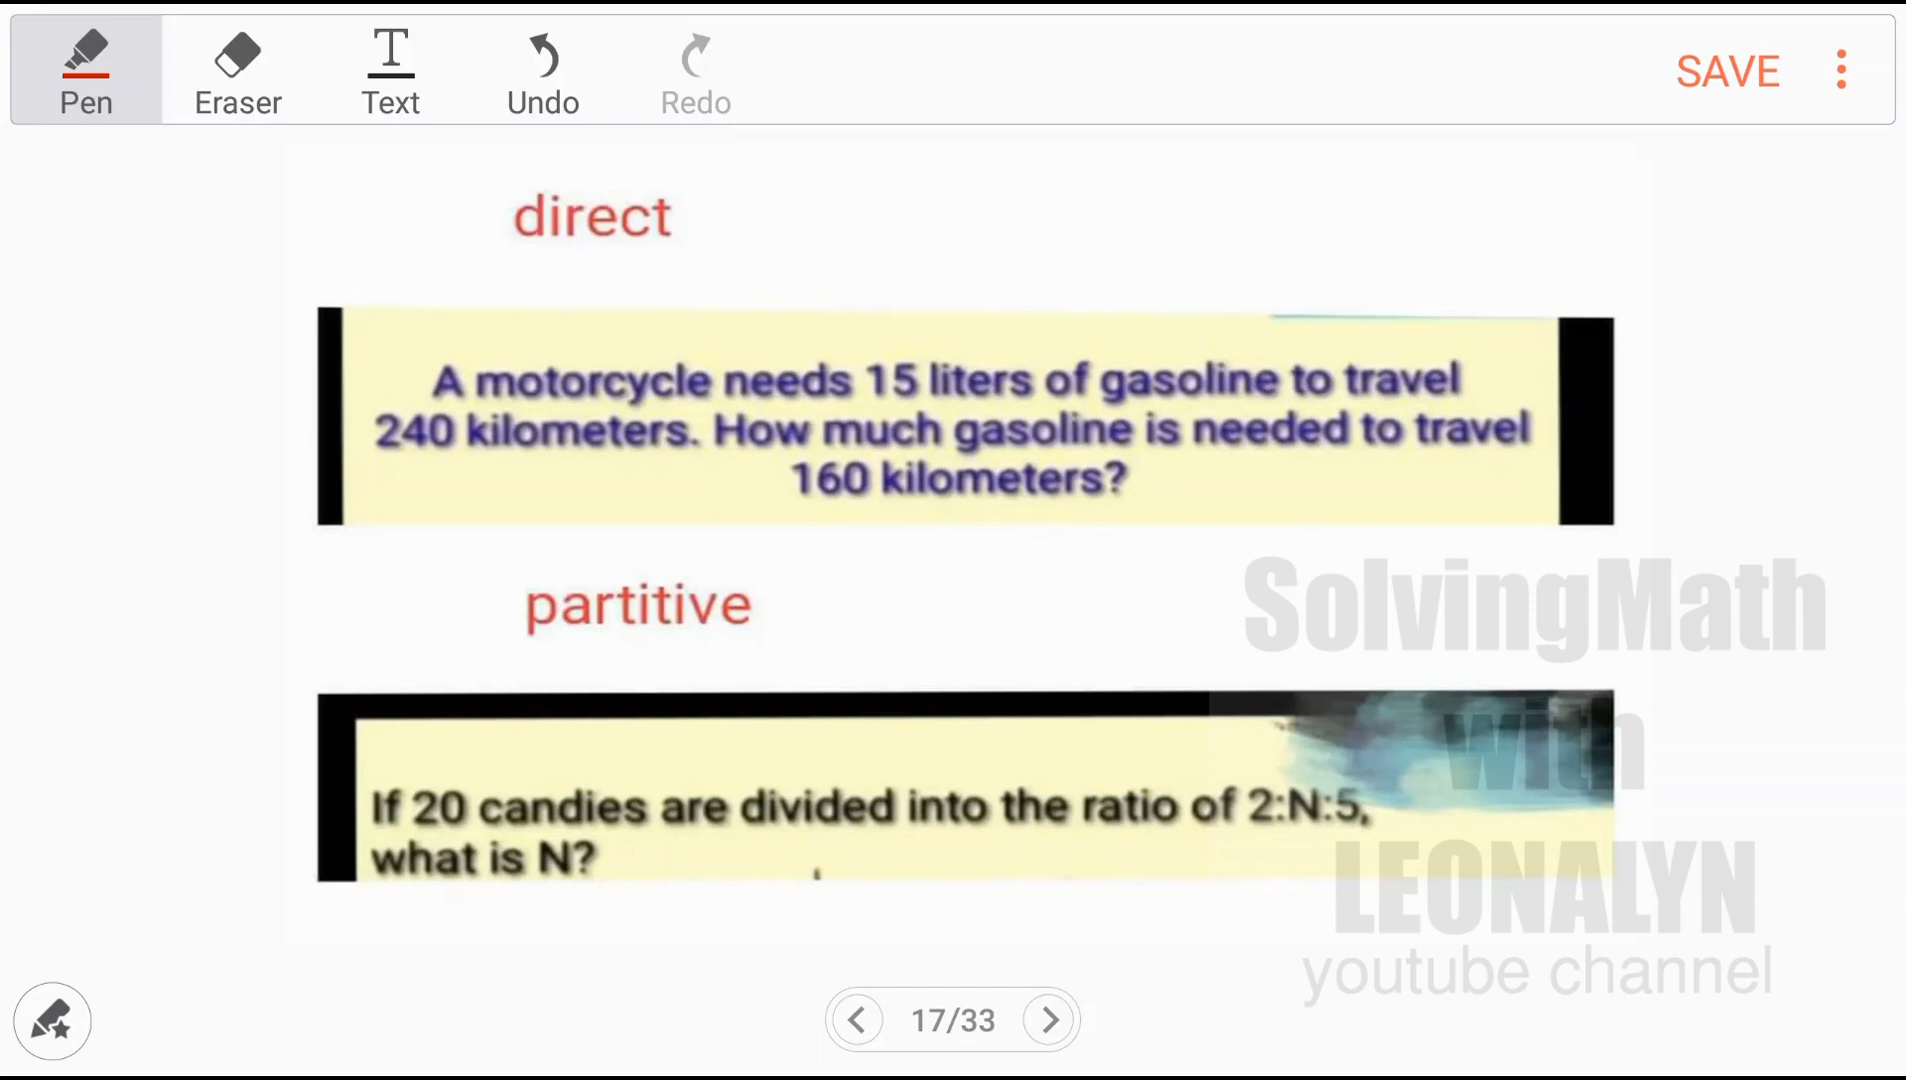 Pen
Eraser
Text
Undo
Redo
SAVE
direct
A motorcycle needs 15 liters of gasoline to travel
240 kilometers. How much gasoline is needed to travel
160 kilometers?
partitive
If 20 candies are divided into the ratio of 2:N:5,
what is N?
SolvingMath
with
LEONALYN
youtube channel
17/33